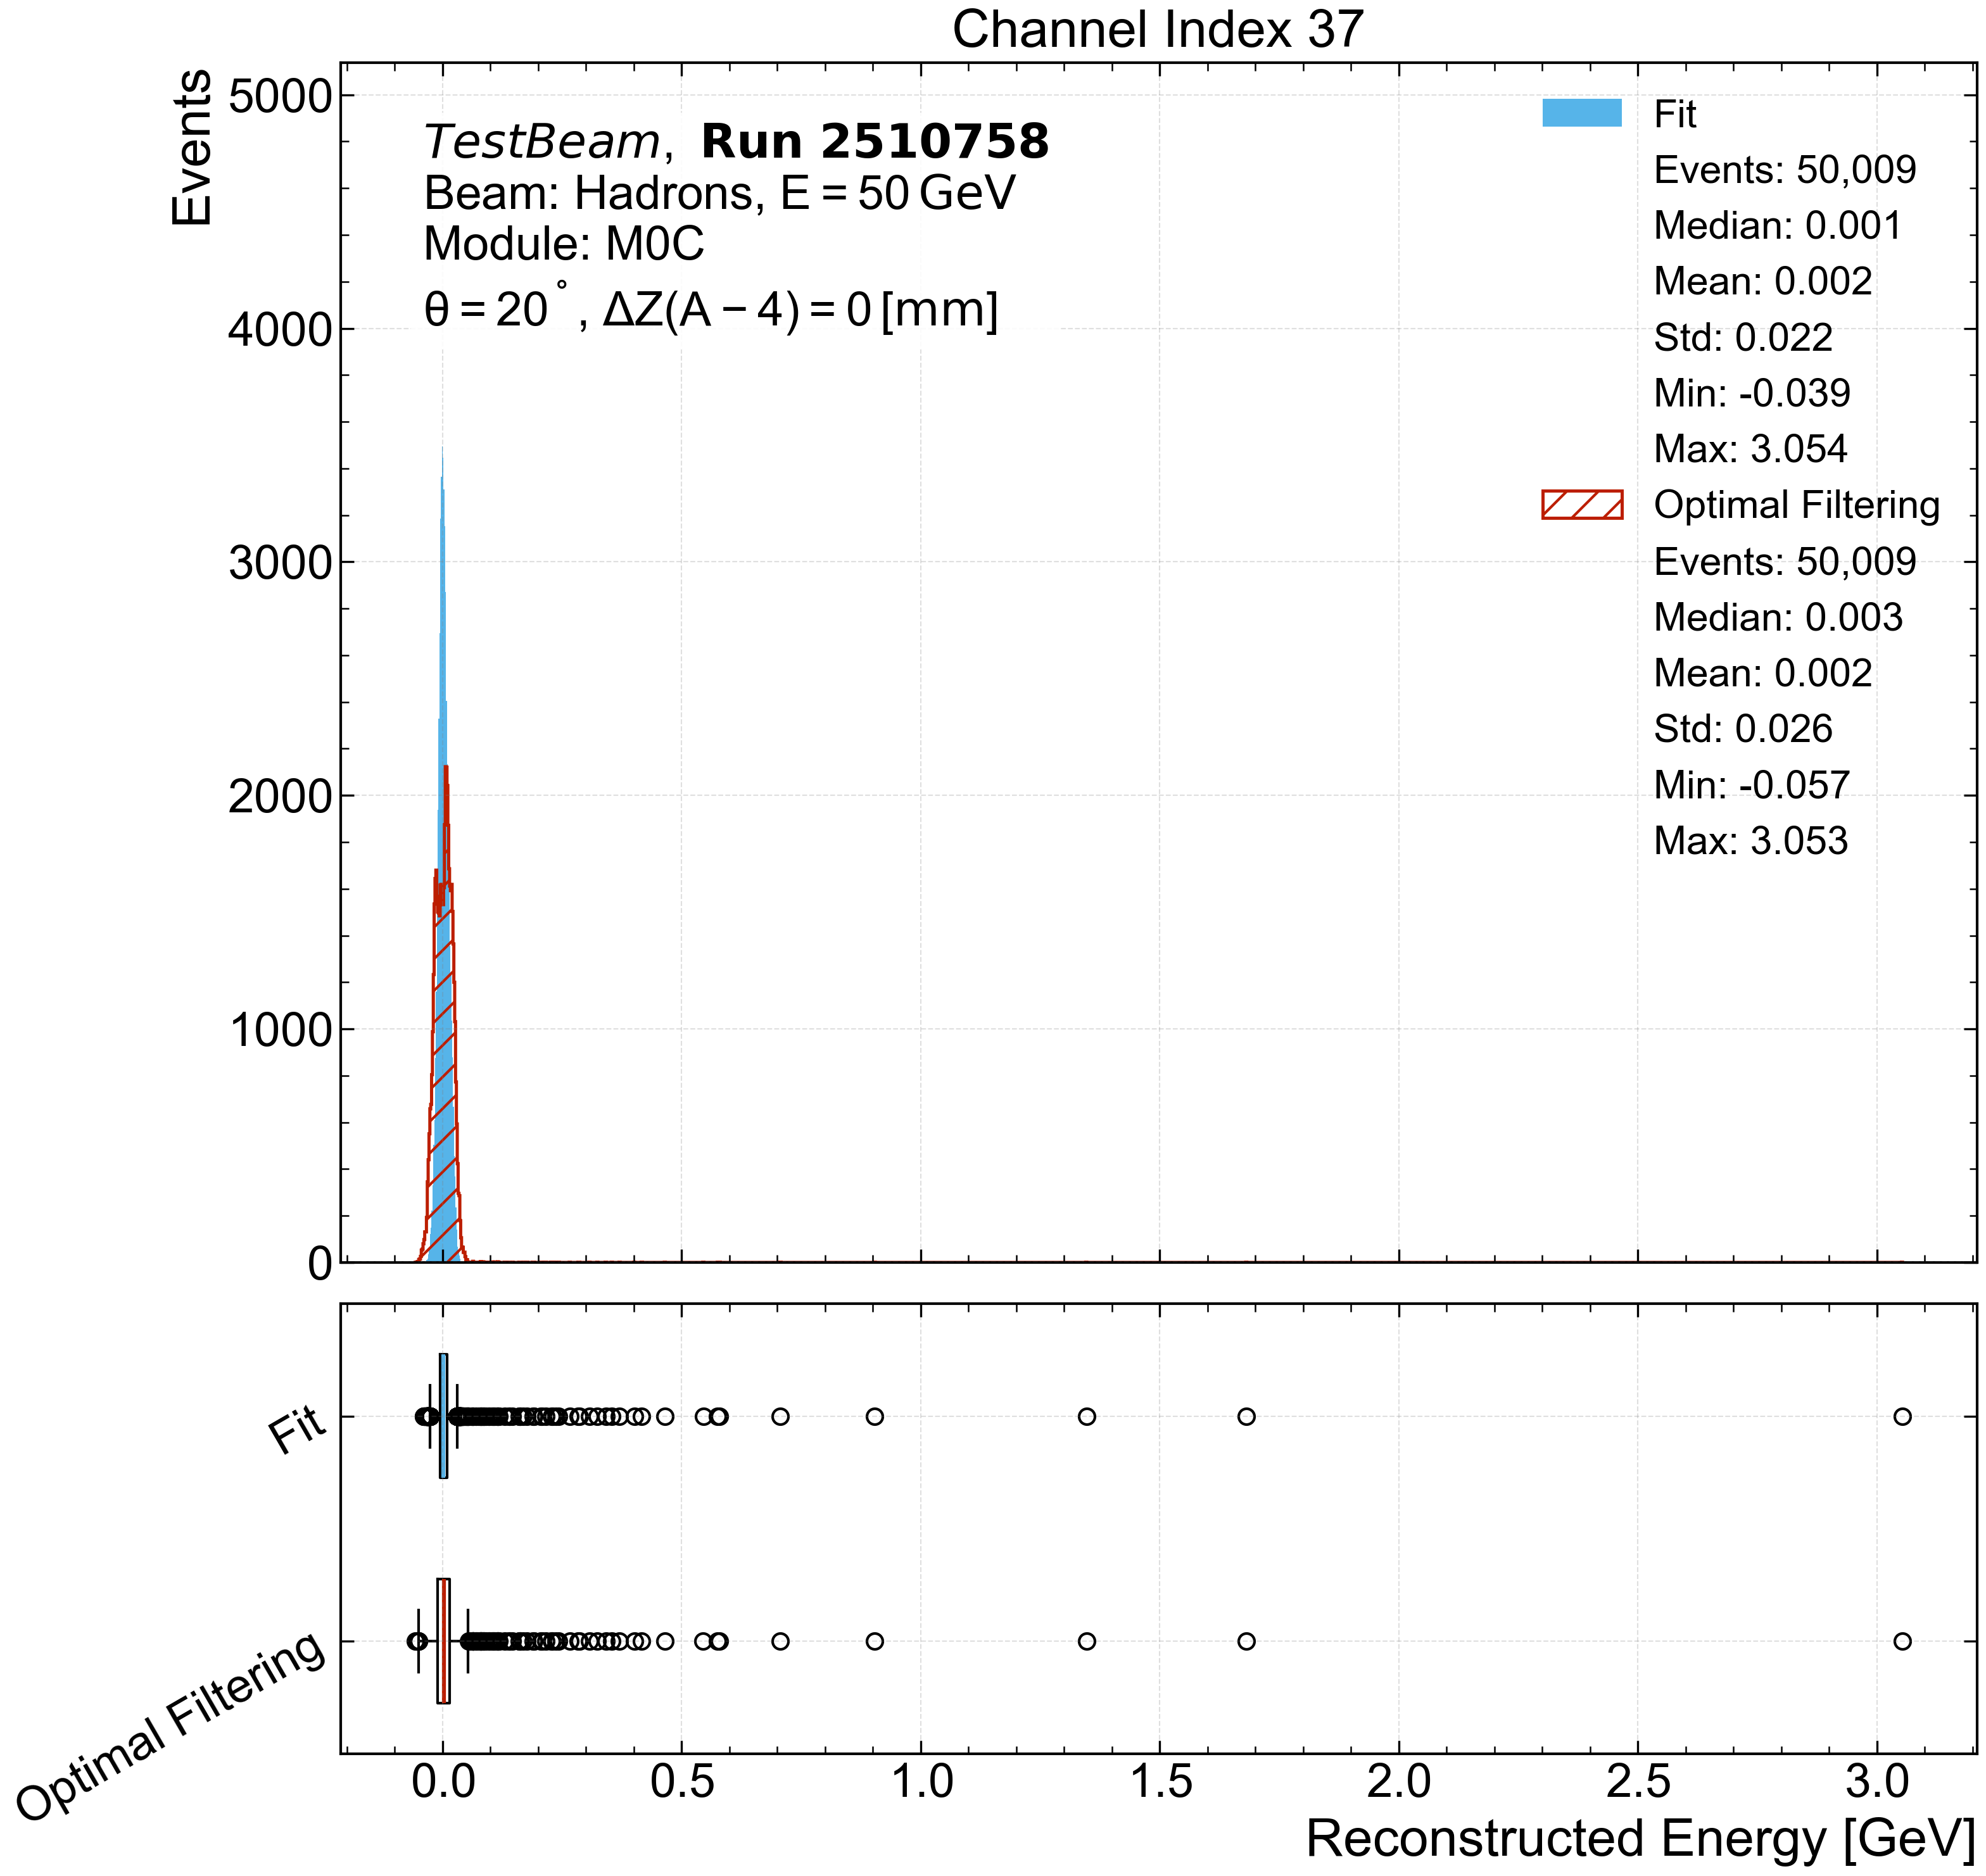 Channel Index 37
Events
5000
4000
3000
2000
1000
0
TestBeam, Run 2510758
Beam: Hadrons, E = 50 GeV
Module: M0C
θ = 20°, ΔZ(A − 4) = 0 [mm]
Fit
Events: 50,009
Median: 0.001
Mean: 0.002
Std: 0.022
Min: -0.039
Max: 3.054
Optimal Filtering
Events: 50,009
Median: 0.003
Mean: 0.002
Std: 0.026
Min: -0.057
Max: 3.053
Fit
Optimal Filtering
0.0 0.5 1.0 1.5 2.0 2.5 3.0
Reconstructed Energy [GeV]